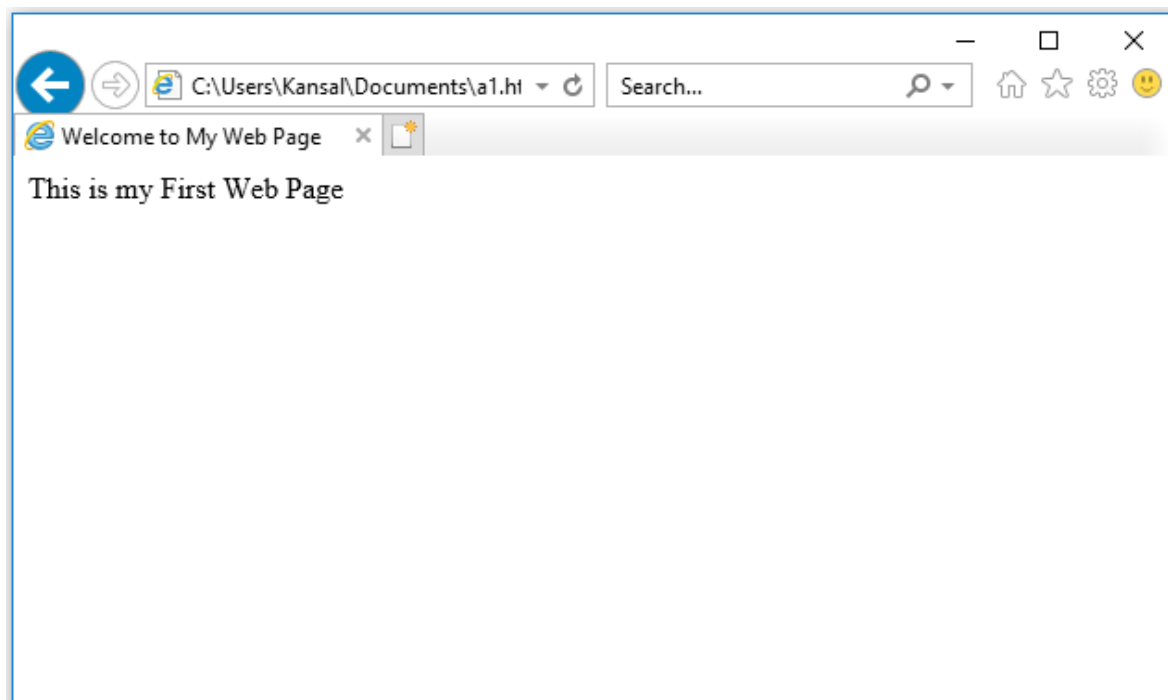 C:\Users\Kansal\Documents\a1.ht
Search...
Welcome to My Web Page
This is my First Web Page